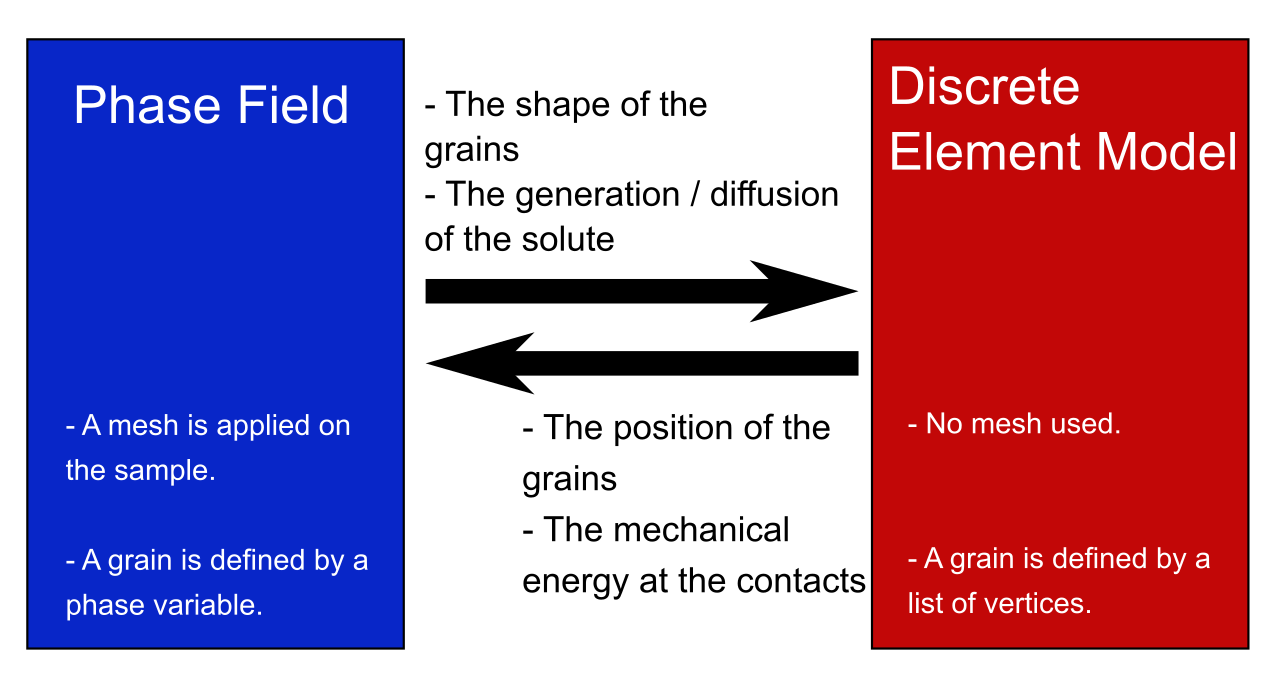 Phase Field
- A mesh is applied on
the sample.
- A grain is defined by a
phase variable.
- The shape of the
grains
- The generation / diffusion
of the solute
- The position of the
grains
- The mechanical
energy at the contacts
Discrete
Element Model
- No mesh used.
- A grain is defined by a
list of vertices.